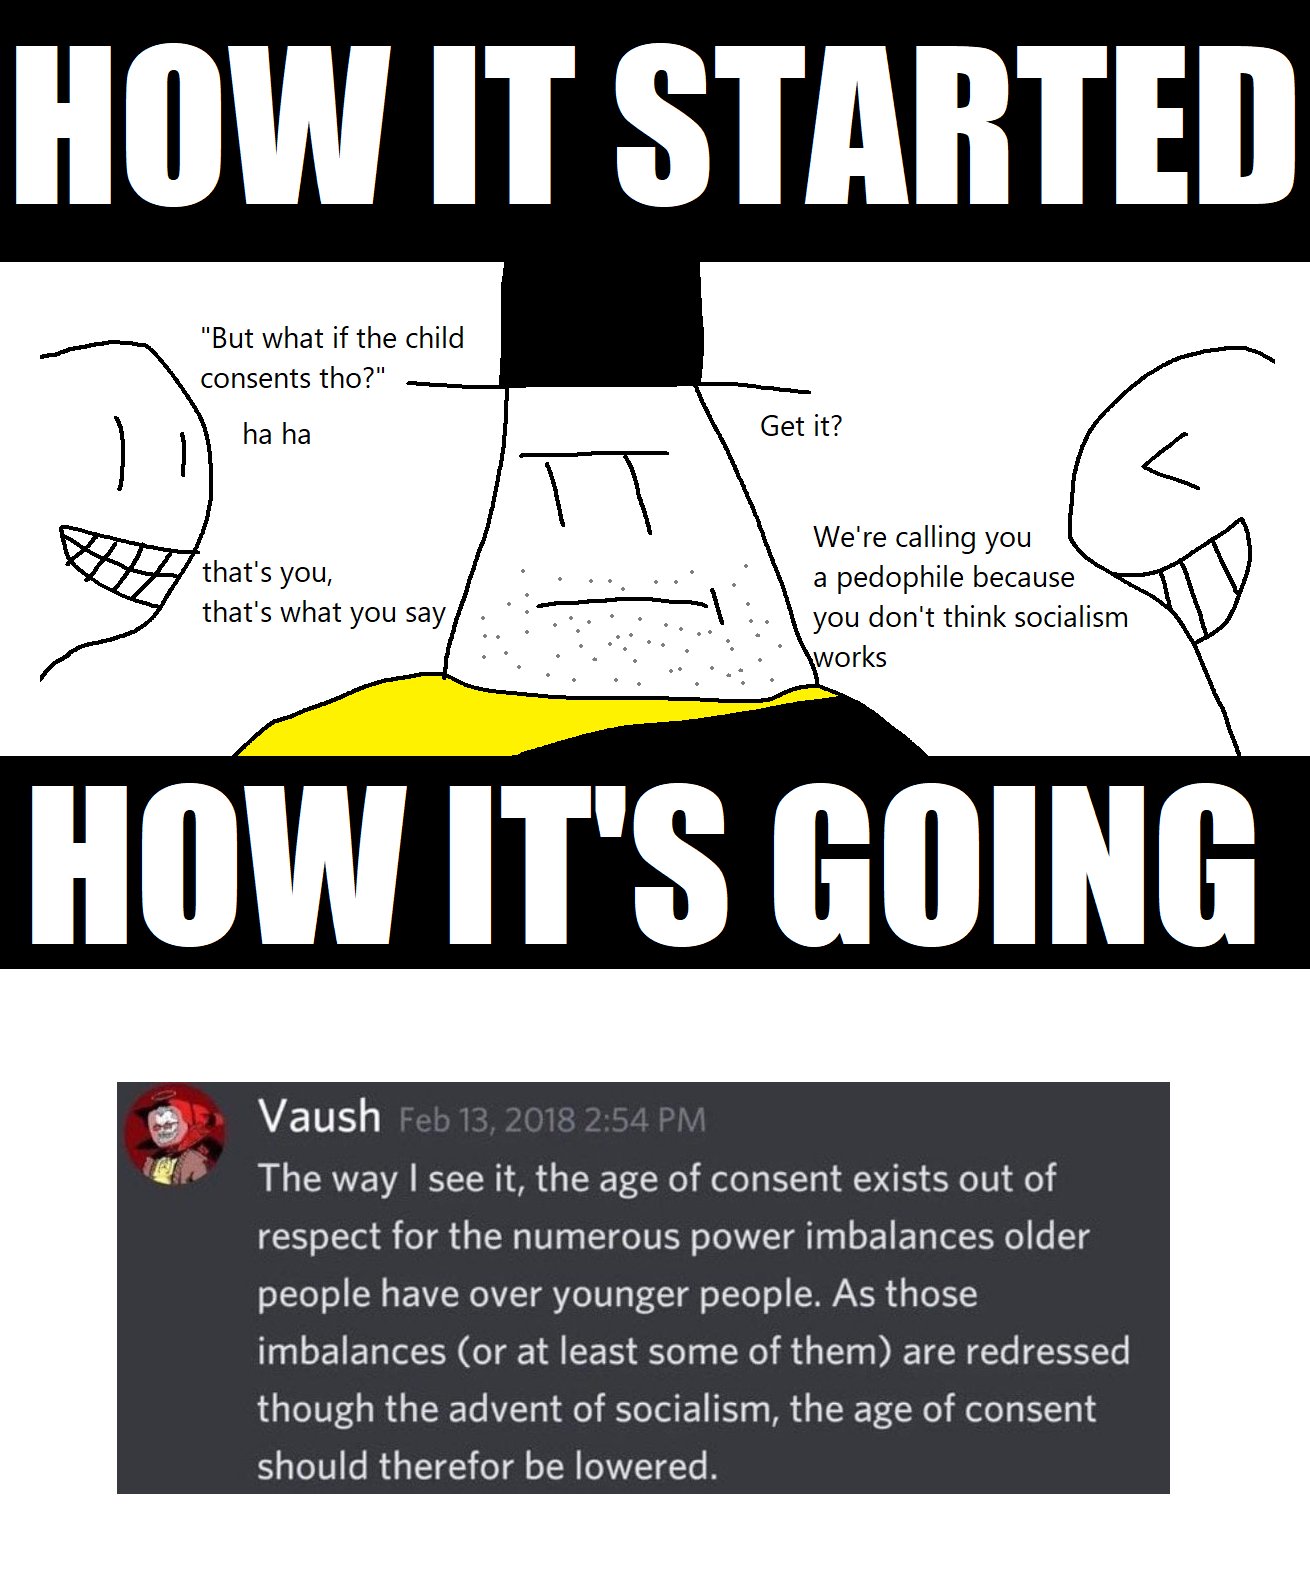 HOW IT STARTED
"But what if the child
consents tho?"
ha ha
that's you,
that's what you say
Get it?
We're calling you
a pedophile because
you don't think socialism
works
HOW IT'S GOING
Vaush Feb 13, 2018 2:54 PM
The way I see it, the age of consent exists out of
respect for the numerous power imbalances older
people have over younger people. As those
imbalances (or at least some of them) are redressed
though the advent of socialism, the age of consent
should therefor be lowered.